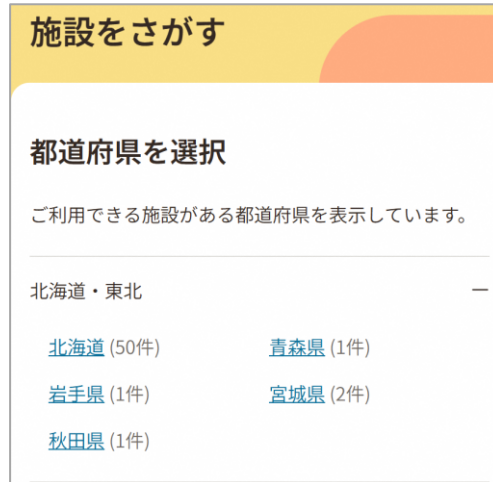 施設をさがす
都道府県を選択
ご利用できる施設がある都道府県を表示しています。
北海道・東北
北海道 (50件) 青森県 (1件)
岩手県 (1件) 宮城県 (2件)
秋田県 (1件)